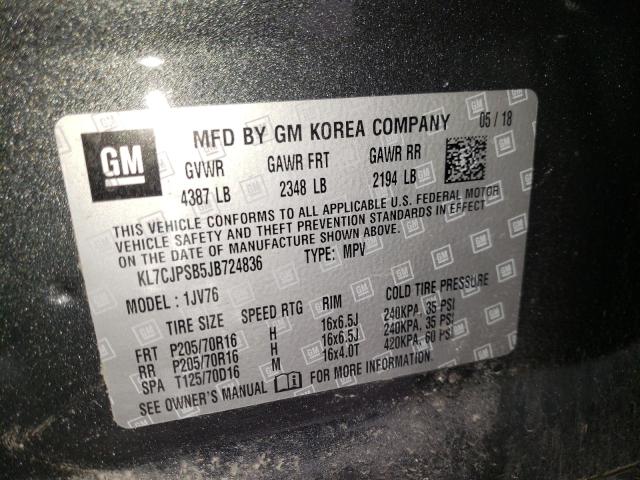 GM
MFD BY GM KOREA COMPANY 05 / 18
GVWR GAWR FRT GAWR RR
4387 LB 2348 LB 2194 LB
THIS VEHICLE CONFORMS TO ALL APPLICABLE U.S. FEDERAL MOTOR
VEHICLE SAFETY AND THEFT PREVENTION STANDARDS IN EFFECT
ON THE DATE OF MANUFACTURE SHOWN ABOVE.
KL7CJPSB5JB724836 TYPE: MPV
MODEL : 1JV76
TIRE SIZE SPEED RTG RIM COLD TIRE PRESSURE
FRT P205/70R16 H 16x6.5J 240KPA, 35 PSI
RR P205/70R16 H 16x6.5J 240KPA, 35 PSI
SPA T125/70D16 M 16x4.0T 420KPA, 60 PSI
SEE OWNER'S MANUAL FOR MORE INFORMATION.